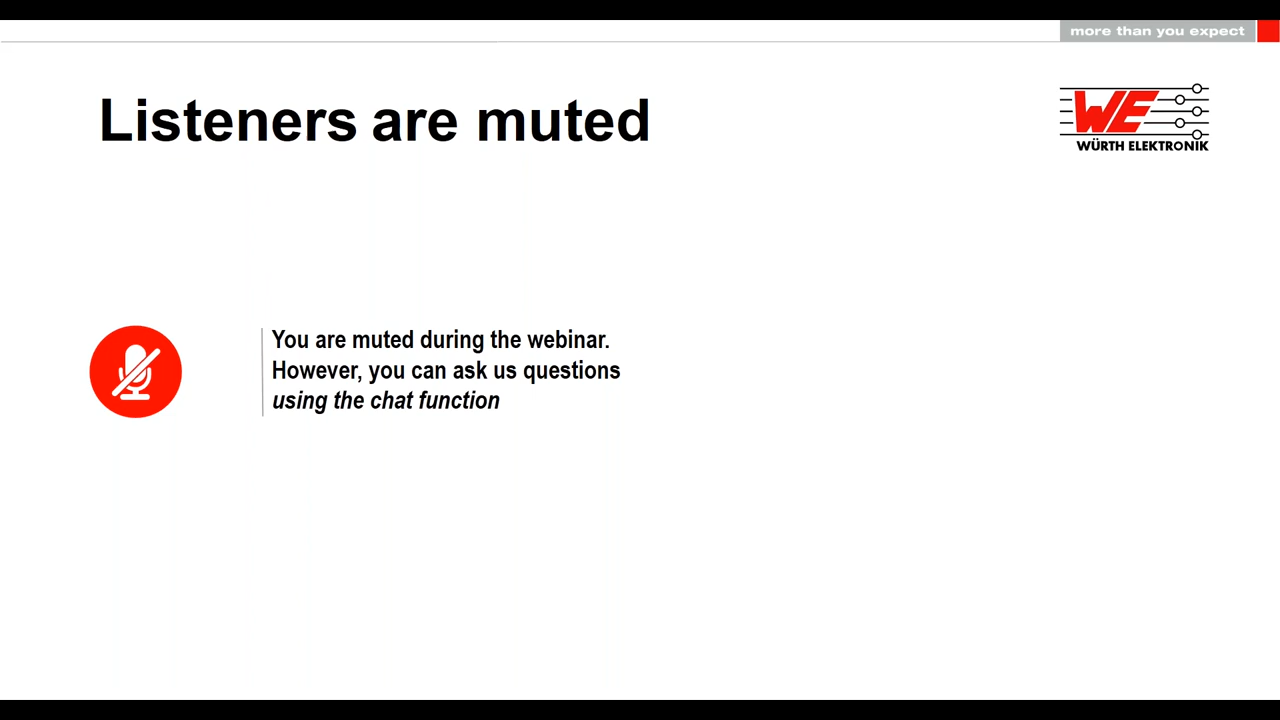 more than you expect
Listeners are muted
WE
WÜRTH ELEKTRONIK
You are muted during the webinar.
However, you can ask us questions
using the chat function